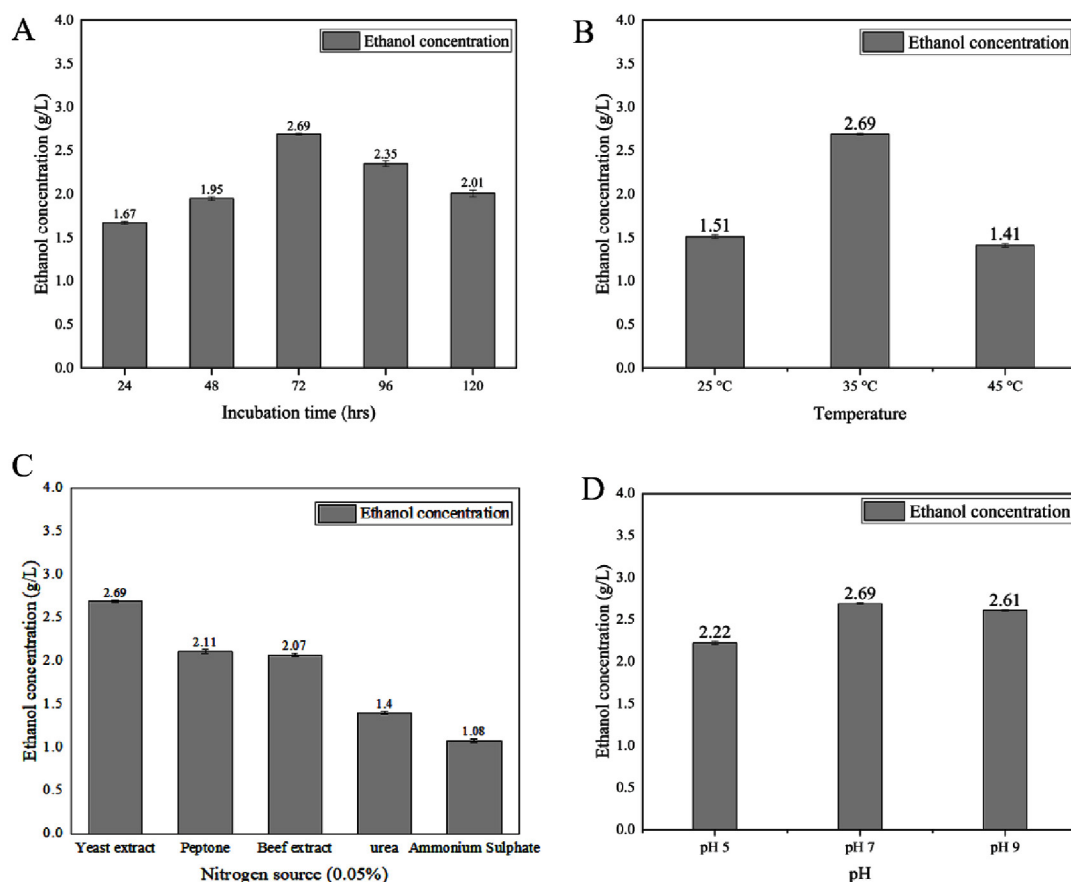 A
Ethanol concentration
Ethanol concentration (g/L)
4.0
3.5
3.0
2.5
2.0
1.5
1.0
0.5
0.0
1.67
1.95
2.69
2.35
2.01
24 48 72 96 120
Incubation time (hrs)
B
Ethanol concentration
Ethanol concentration (g/L)
4.0
3.5
3.0
2.5
2.0
1.5
1.0
0.5
0.0
1.51
2.69
1.41
25 °C 35 °C 45 °C
Temperature
C
Ethanol concentration
Ethanol concentration (g/L)
4.0
3.5
3.0
2.5
2.0
1.5
1.0
0.5
0.0
2.69
2.11
2.07
1.4
1.08
Yeast extract Peptone Beef extract urea Ammonium Sulphate
Nitrogen source (0.05%)
D
Ethanol concentration
Ethanol concentration (g/L)
4.0
3.5
3.0
2.5
2.0
1.5
1.0
0.5
0.0
2.22
2.69
2.61
pH 5 pH 7 pH 9
pH